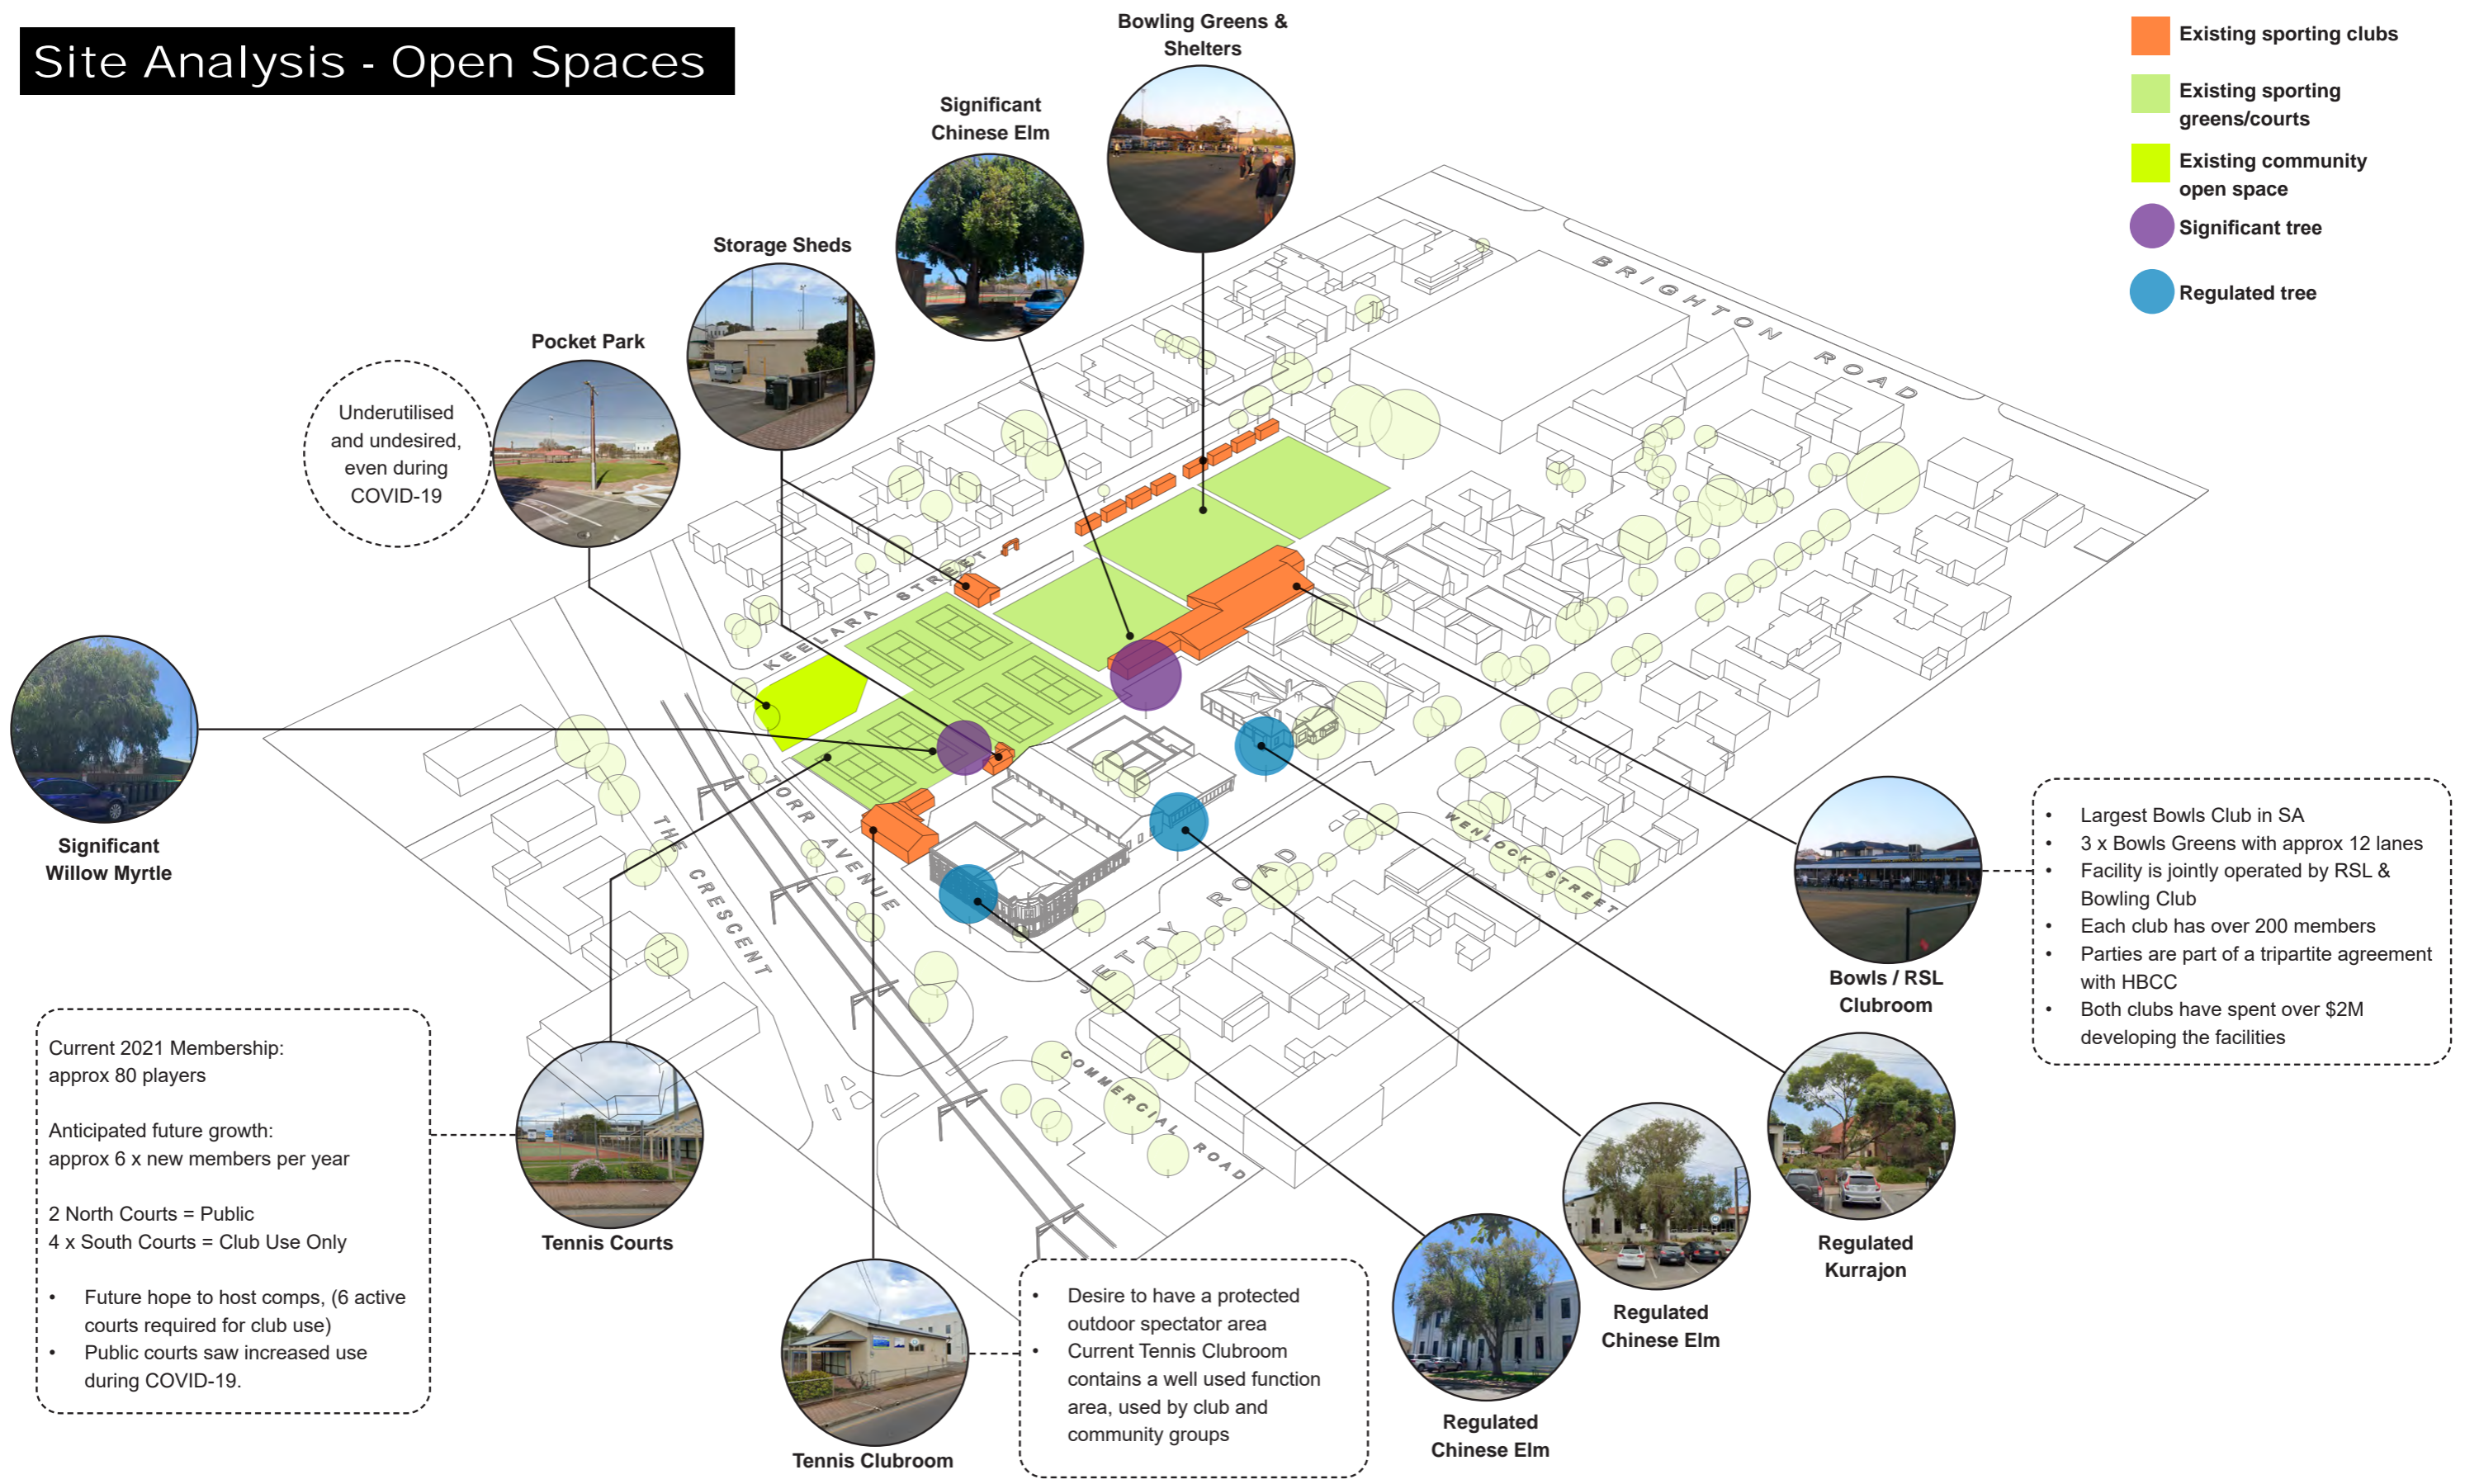 Site Analysis - Open Spaces
Bowling Greens &
Shelters
Existing sporting clubs
Existing sporting
greens/courts
Existing community
open space
Significant tree
Regulated tree
Significant
Chinese Elm
Storage Sheds
Pocket Park
Underutilised
and undesired,
even during
COVID-19
BRIGHTON ROAD
KEELARA STREET
TORR AVENUE
THE CRESCENT
JETTY ROAD
WENLOCK STREET
COMMERCIAL ROAD
Significant
Willow Myrtle
• Largest Bowls Club in SA
• 3 x Bowls Greens with approx 12 lanes
• Facility is jointly operated by RSL &
Bowling Club
• Each club has over 200 members
• Parties are part of a tripartite agreement
with HBCC
• Both clubs have spent over $2M
developing the facilities
Bowls / RSL
Clubroom
Current 2021 Membership:
approx 80 players
Anticipated future growth:
approx 6 x new members per year
2 North Courts = Public
4 x South Courts = Club Use Only
• Future hope to host comps, (6 active
courts required for club use)
• Public courts saw increased use
during COVID-19.
Tennis Courts
Tennis Clubroom
• Desire to have a protected
outdoor spectator area
• Current Tennis Clubroom
contains a well used function
area, used by club and
community groups
Regulated
Chinese Elm
Regulated
Chinese Elm
Regulated
Kurrajon